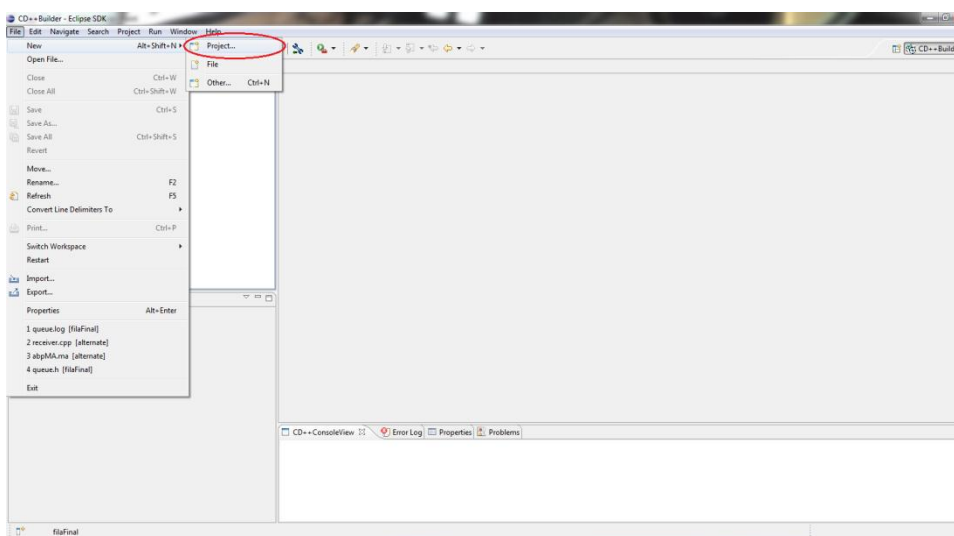 CD++Builder - Eclipse SDK
File Edit Navigate Search Project Run Window Help
New Alt+Shift+N
Project...
CD++Build
Open File...
File
Close Ctrl+W
Other... Ctrl+N
Close All Ctrl+Shift+W
Save Ctrl+S
Save As...
Save All Ctrl+Shift+S
Revert
Move...
Rename... F2
Refresh F5
Convert Line Delimiters To
Print... Ctrl+P
Switch Workspace
Restart
Import...
Export...
Properties Alt+Enter
1 queue.log [filaFinal]
2 receiver.cpp [alternate]
3 abpMA.ma [alternate]
4 queue.h [filaFinal]
Exit
CD++ConsoleView Error Log Properties Problems
filaFinal